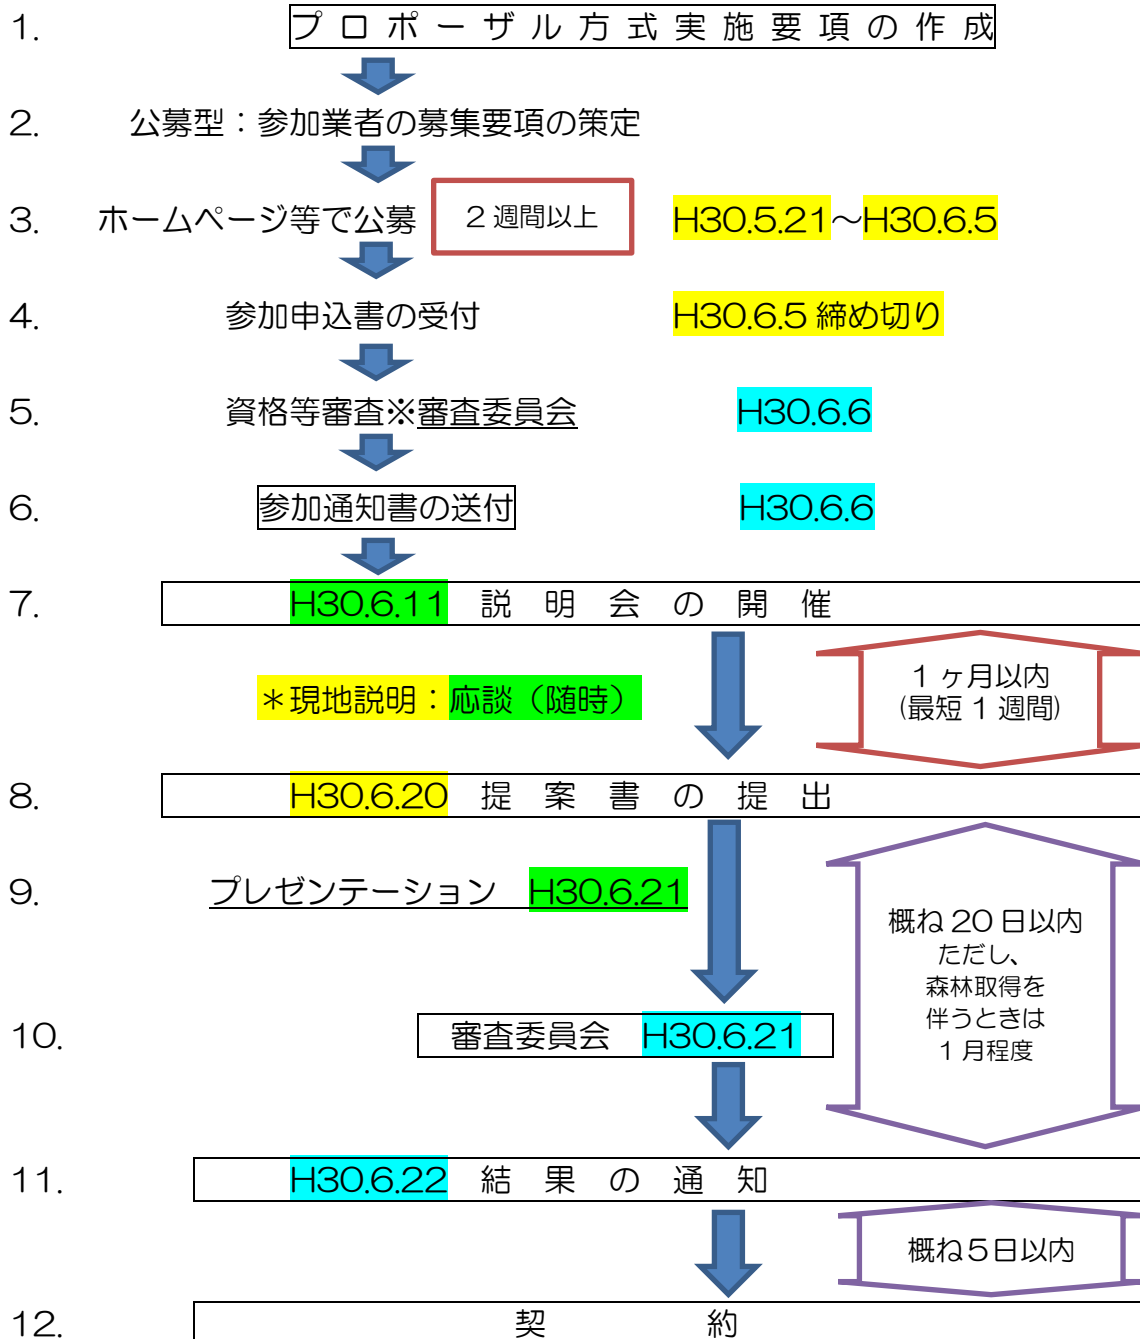 1. プロポーザル方式実施要項の作成
2. 公募型：参加業者の募集要項の策定
3. ホームページ等で公募 2週間以上 H30.5.21～H30.6.5
4. 参加申込書の受付 H30.6.5 締め切り
5. 資格等審査※審査委員会 H30.6.6
6. 参加通知書の送付 H30.6.6
7. H30.6.11 説明会の開催
＊現地説明：応談（随時）
1ヶ月以内
(最短1週間)
8. H30.6.20 提案書の提出
9. プレゼンテーション H30.6.21
概ね20日以内
ただし、
森林取得を
伴うときは
1月程度
10. 審査委員会 H30.6.21
11. H30.6.22 結果の通知
概ね5日以内
12. 契約